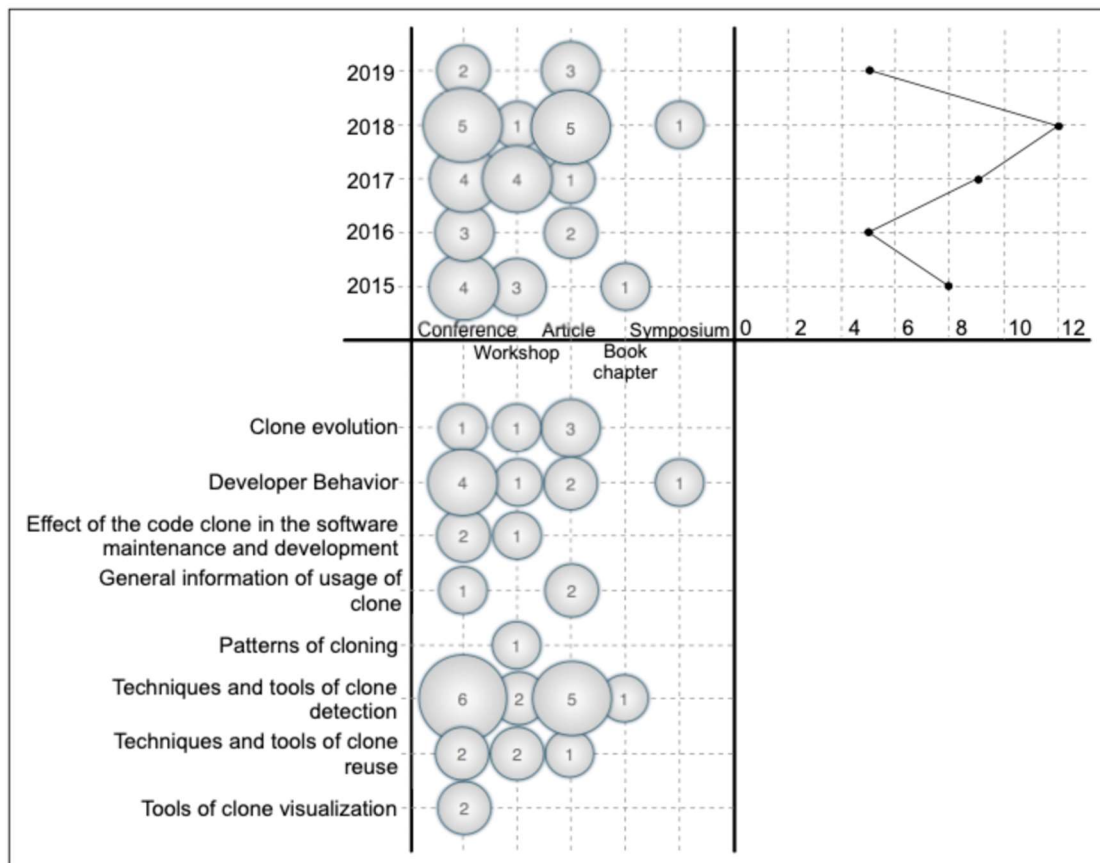 2019 2 3
2018 5 1 5 1
2017 4 4 1
2016 3 2
2015 4 3 1
Conference Article Symposium 0 2 4 6 8 10 12
Workshop Book
chapter
Clone evolution 1 1 3
Developer Behavior 4 1 2 1
Effect of the code clone in the software
maintenance and development 2 1
General information of usage of
clone 1 2
Patterns of cloning 1
Techniques and tools of clone
detection 6 2 5 1
Techniques and tools of clone
reuse 2 2 1
Tools of clone visualization 2